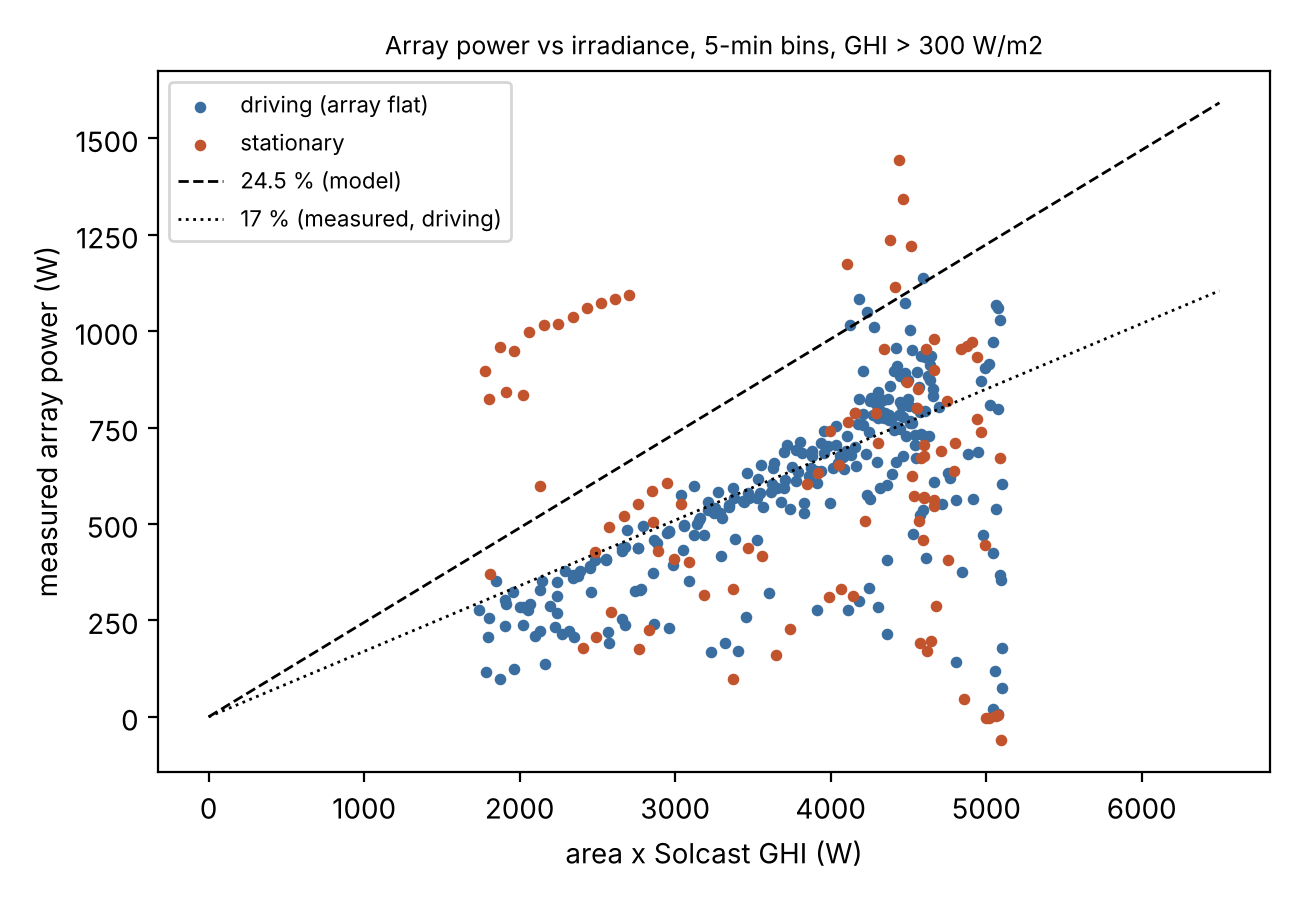 Array power vs irradiance, 5-min bins, GHI > 300 W/m2
driving (array flat)
stationary
24.5 % (model)
17 % (measured, driving)
measured array power (W)
1500
1250
1000
750
500
250
0
0 1000 2000 3000 4000 5000 6000
area x Solcast GHI (W)